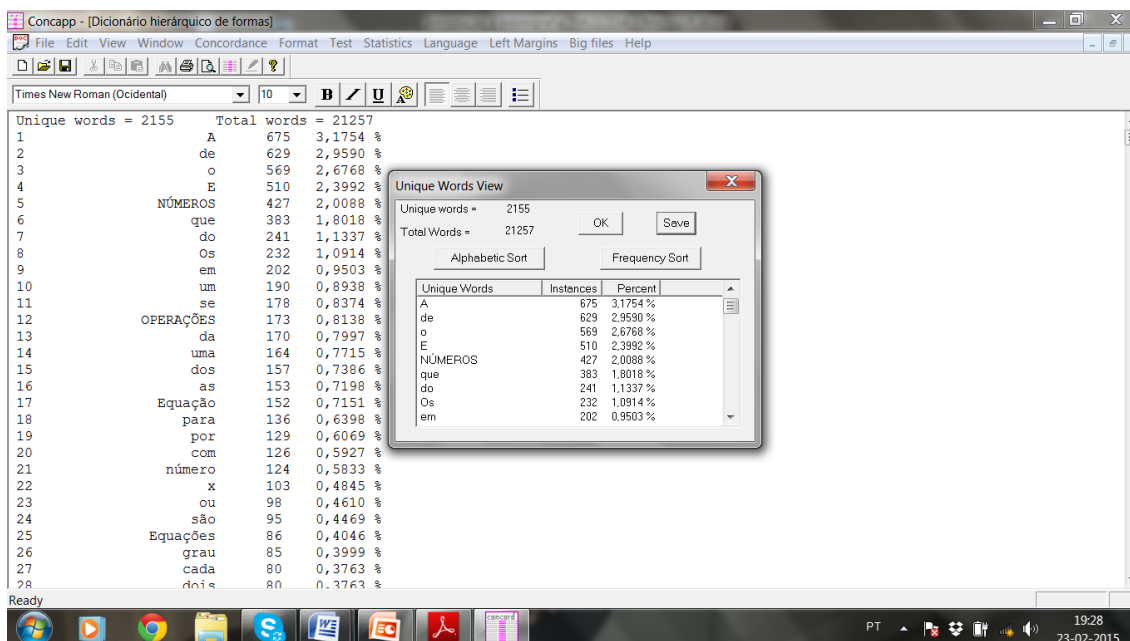 Concapp - [Dicionário hierárquico de formas]
File Edit View Window Concordance Format Test Statistics Language Left Margins Big files Help
Times New Roman (Ocidental) 10 B I U
Unique words = 2155 Total words = 21257
1 A 675 3,1754 %
2 de 629 2,9590 %
3 o 569 2,6768 %
4 E 510 2,3992 %
5 NÚMEROS 427 2,0088 %
6 que 383 1,8018 %
7 do 241 1,1337 %
8 Os 232 1,0914 %
9 em 202 0,9503 %
10 um 190 0,8938 %
11 se 178 0,8374 %
12 OPERAÇÕES 173 0,8138 %
13 da 170 0,7997 %
14 uma 164 0,7715 %
15 dos 157 0,7386 %
16 as 153 0,7198 %
17 Equação 152 0,7151 %
18 para 136 0,6398 %
19 por 129 0,6069 %
20 com 126 0,5927 %
21 número 124 0,5833 %
22 x 103 0,4845 %
23 ou 98 0,4610 %
24 são 95 0,4469 %
25 Equações 86 0,4046 %
26 grau 85 0,3999 %
27 cada 80 0,3763 %
28 dois 80 0,3763 %
Unique Words View
Unique words = 2155
OK Save
Total Words = 21257
Alphabetic Sort Frequency Sort
Unique Words Instances Percent
A 675 3,1754 %
de 629 2,9590 %
o 569 2,6768 %
E 510 2,3992 %
NÚMEROS 427 2,0088 %
que 383 1,8018 %
do 241 1,1337 %
Os 232 1,0914 %
em 202 0,9503 %
Ready
concord
PT 19:28
23-02-2015